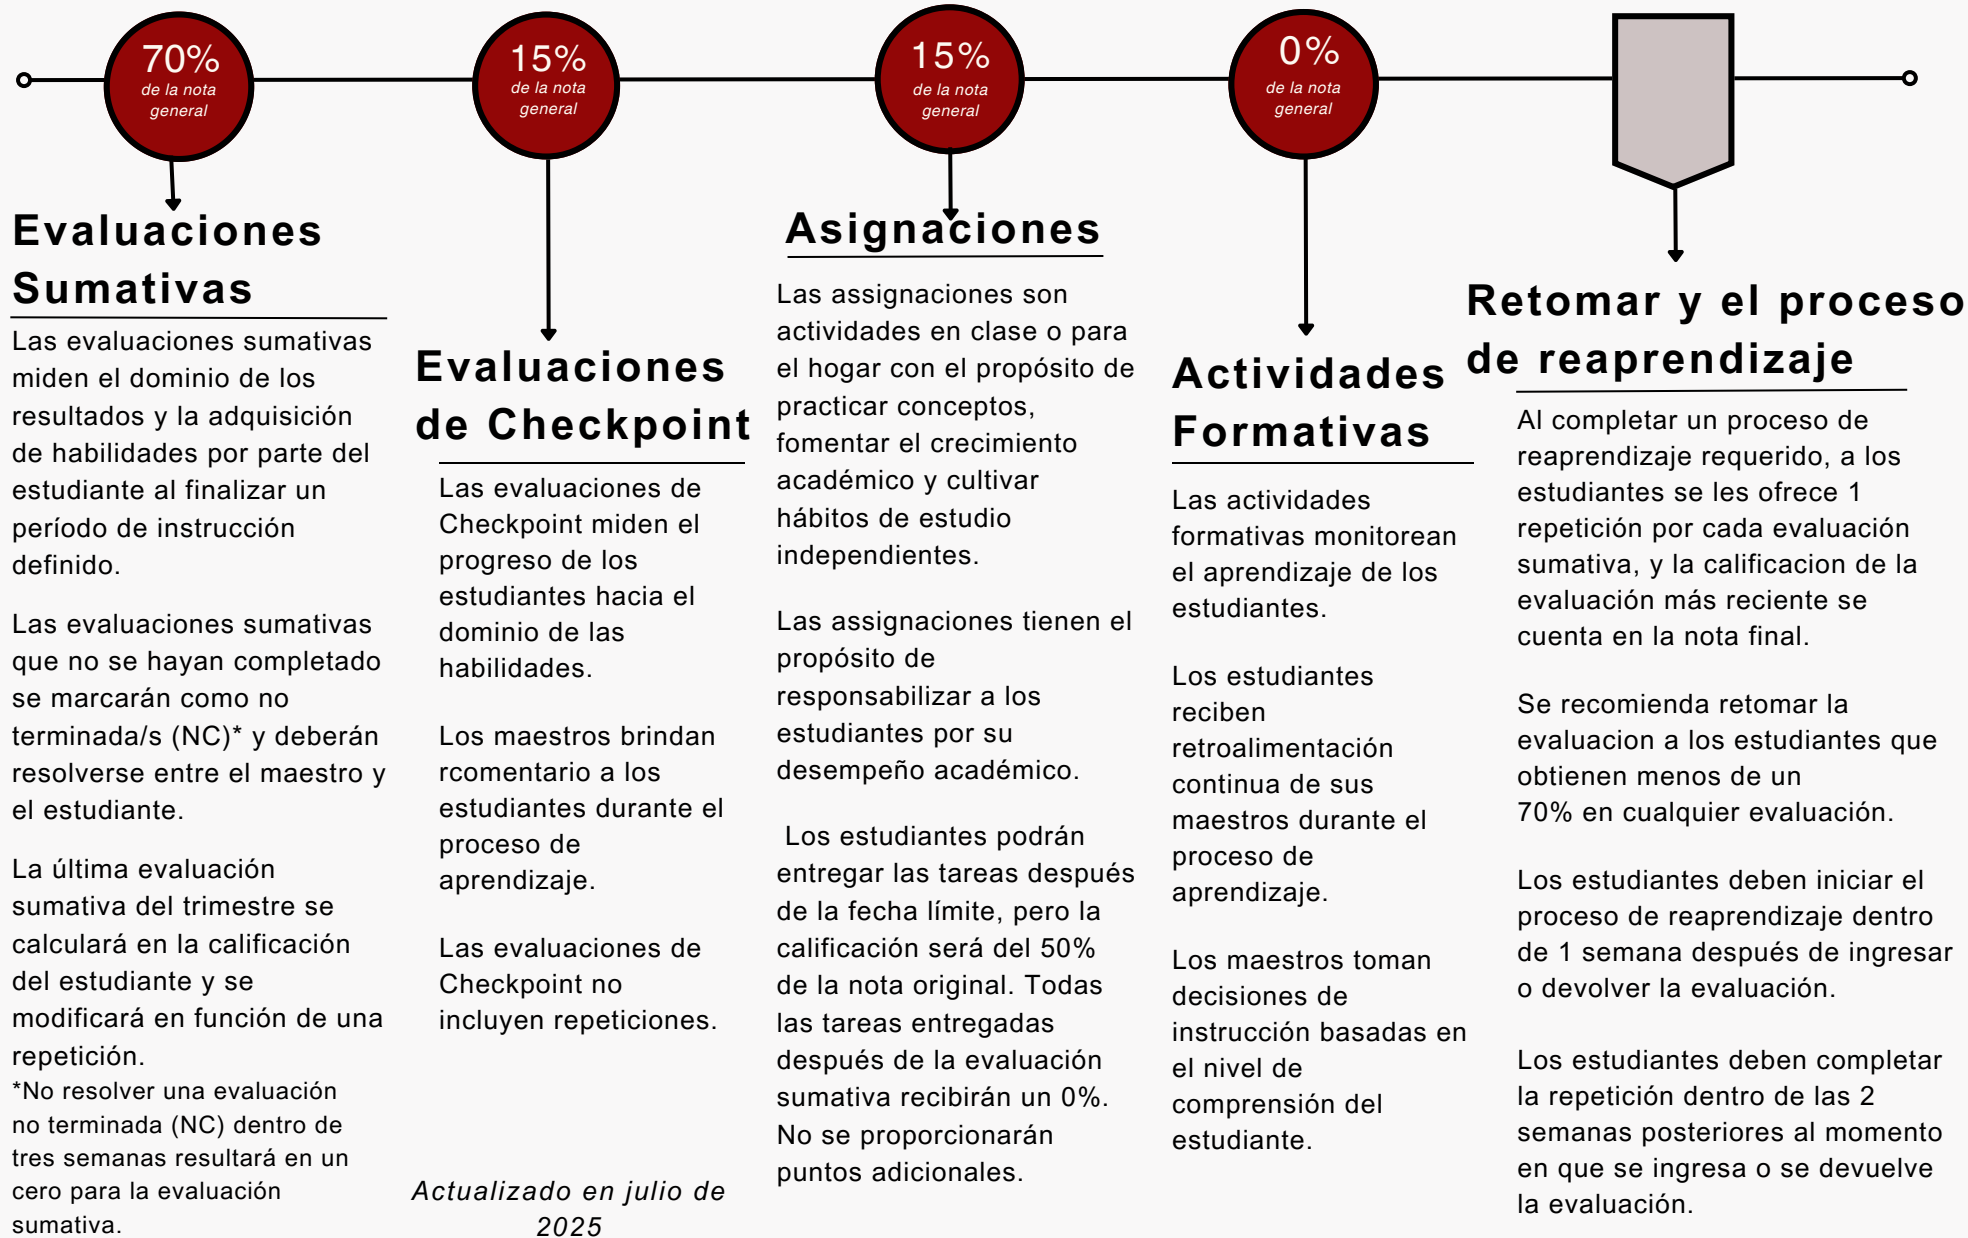 70%
de la nota
general
Evaluaciones
Sumativas
Las evaluaciones sumativas
miden el dominio de los
resultados y la adquisición
de habilidades por parte del
estudiante al finalizar un
período de instrucción
definido.
Las evaluaciones sumativas
que no se hayan completado
se marcarán como no
terminada/s (NC)* y deberán
resolverse entre el maestro y
el estudiante.
La última evaluación
sumativa del trimestre se
calculará en la calificación
del estudiante y se
modificará en función de una
repetición.
*No resolver una evaluación
no terminada (NC) dentro de
tres semanas resultará en un
cero para la evaluación
sumativa.
15%
de la nota
general
Evaluaciones
de Checkpoint
Las evaluaciones de
Checkpoint miden el
progreso de los
estudiantes hacia el
dominio de las
habilidades.
Los maestros brindan
rcomentario a los
estudiantes durante el
proceso de
aprendizaje.
Las evaluaciones de
Checkpoint no
incluyen repeticiones.
Actualizado en julio de
2025
15%
de la nota
general
Asignaciones
Las assignaciones son
actividades en clase o para
el hogar con el propósito de
practicar conceptos,
fomentar el crecimiento
académico y cultivar
hábitos de estudio
independientes.
Las assignaciones tienen el
propósito de
responsabilizar a los
estudiantes por su
desempeño académico.
Los estudiantes podrán
entregar las tareas después
de la fecha límite, pero la
calificación será del 50%
de la nota original. Todas
las tareas entregadas
después de la evaluación
sumativa recibirán un 0%.
No se proporcionarán
puntos adicionales.
0%
de la nota
general
Actividades
Formativas
Las actividades
formativas monitorean
el aprendizaje de los
estudiantes.
Los estudiantes
reciben
retroalimentación
continua de sus
maestros durante el
proceso de
aprendizaje.
Los maestros toman
decisiones de
instrucción basadas en
el nivel de
comprensión del
estudiante.
Retomar y el proceso
de reaprendizaje
Al completar un proceso de
reaprendizaje requerido, a los
estudiantes se les ofrece 1
repetición por cada evaluación
sumativa, y la calificacion de la
evaluación más reciente se
cuenta en la nota final.
Se recomienda retomar la
evaluacion a los estudiantes que
obtienen menos de un
70% en cualquier evaluación.
Los estudiantes deben iniciar el
proceso de reaprendizaje dentro
de 1 semana después de ingresar
o devolver la evaluación.
Los estudiantes deben completar
la repetición dentro de las 2
semanas posteriores al momento
en que se ingresa o se devuelve
la evaluación.